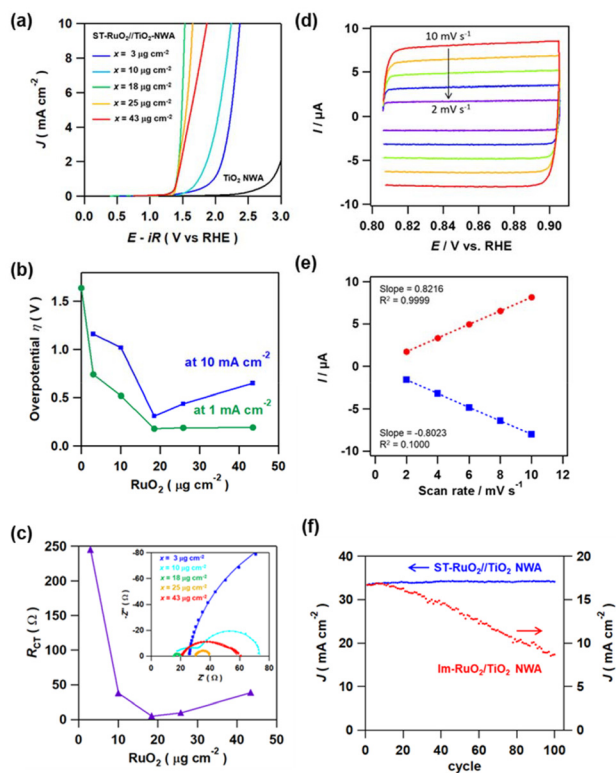 (a)
10
8
6
4
2
0
J (mA cm-2)
ST-RuO2//TiO2-NWA
x = 3 μg cm-2
x = 10 μg cm-2
x = 18 μg cm-2
x = 25 μg cm-2
x = 43 μg cm-2
TiO2 NWA
0.0 0.5 1.0 1.5 2.0 2.5 3.0
E - iR ( V vs RHE)
(b)
1.5
1.0
0.5
0.0
Overpotential η (V)
at 10 mA cm-2
at 1 mA cm-2
0 10 20 30 40 50
RuO2 (μg cm-2)
(c)
250
200
150
100
50
0
RCT (Ω)
-80
-60
-40
-20
0
-Z'' (Ω)
x = 3 μg cm-2
x = 10 μg cm-2
x = 18 μg cm-2
x = 25 μg cm-2
x = 43 μg cm-2
0 20 40 60 80
Z' (Ω)
0 10 20 30 40 50
RuO2 (μg cm-2)
(d)
10
5
0
-5
-10
I / μA
10 mV s-1
2 mV s-1
0.80 0.82 0.84 0.86 0.88 0.90
E / V vs. RHE
(e)
10
5
0
-5
-10
I / μA
Slope = 0.8216
R2 = 0.9999
Slope = -0.8023
R2 = 0.1000
0 2 4 6 8 10
Scan rate / mV s-1
(f)
40
30
20
10
0
J (mA cm-2)
ST-RuO2//TiO2 NWA
Im-RuO2/TiO2 NWA
20
15
10
5
0
J (mA cm-2)
0 20 40 60 80 100
cycle